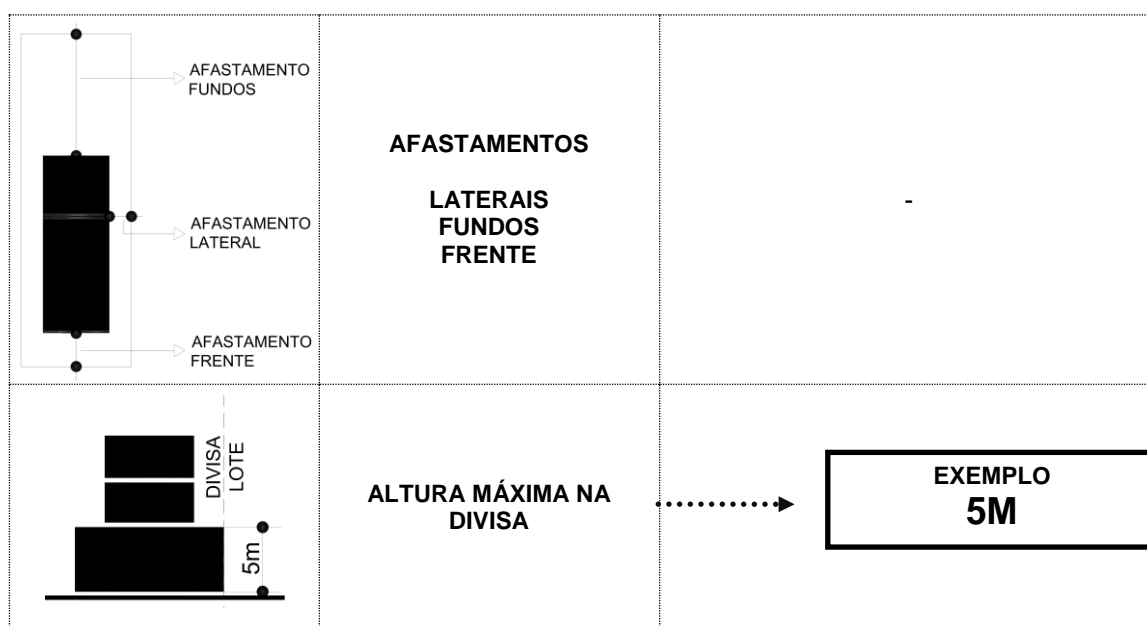 AFASTAMENTO
FUNDOS
AFASTAMENTO
LATERAL
AFASTAMENTO
FRENTE
AFASTAMENTOS
LATERAIS
FUNDOS
FRENTE
-
DIVISA
LOTE
5m
ALTURA MÁXIMA NA
DIVISA
EXEMPLO
5M